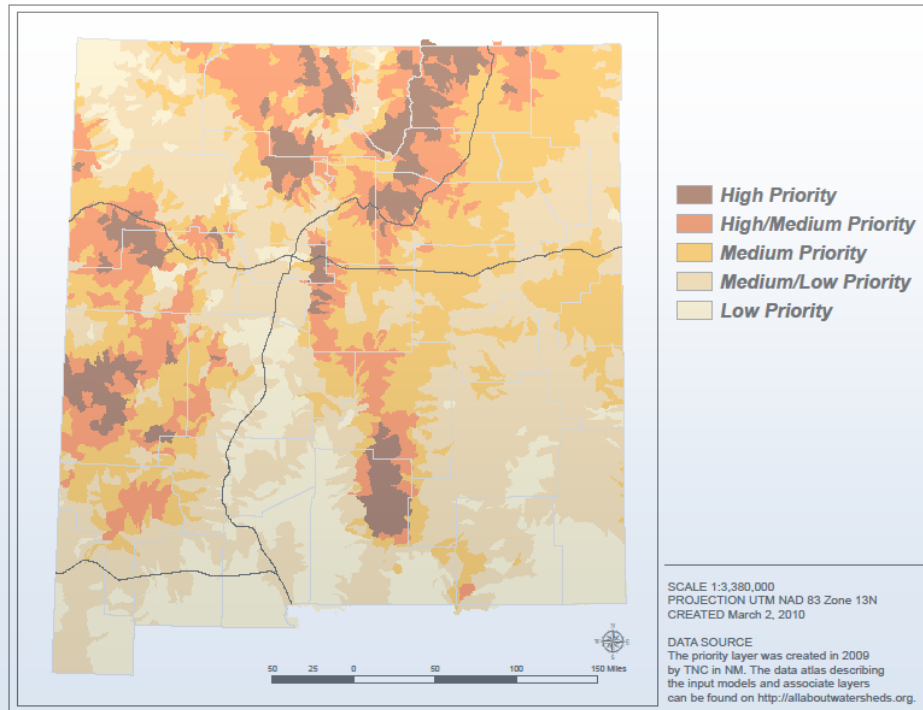 High Priority
High/Medium Priority
Medium Priority
Medium/Low Priority
Low Priority
SCALE 1:3,380,000
PROJECTION UTM NAD 83 Zone 13N
CREATED March 2, 2010
DATA SOURCE
The priority layer was created in 2009
by TNC in NM. The data atlas describing
the input models and associate layers
can be found on http://allaboutwatersheds.org.
N
W E
S
50 25 0 50 100 150 Miles